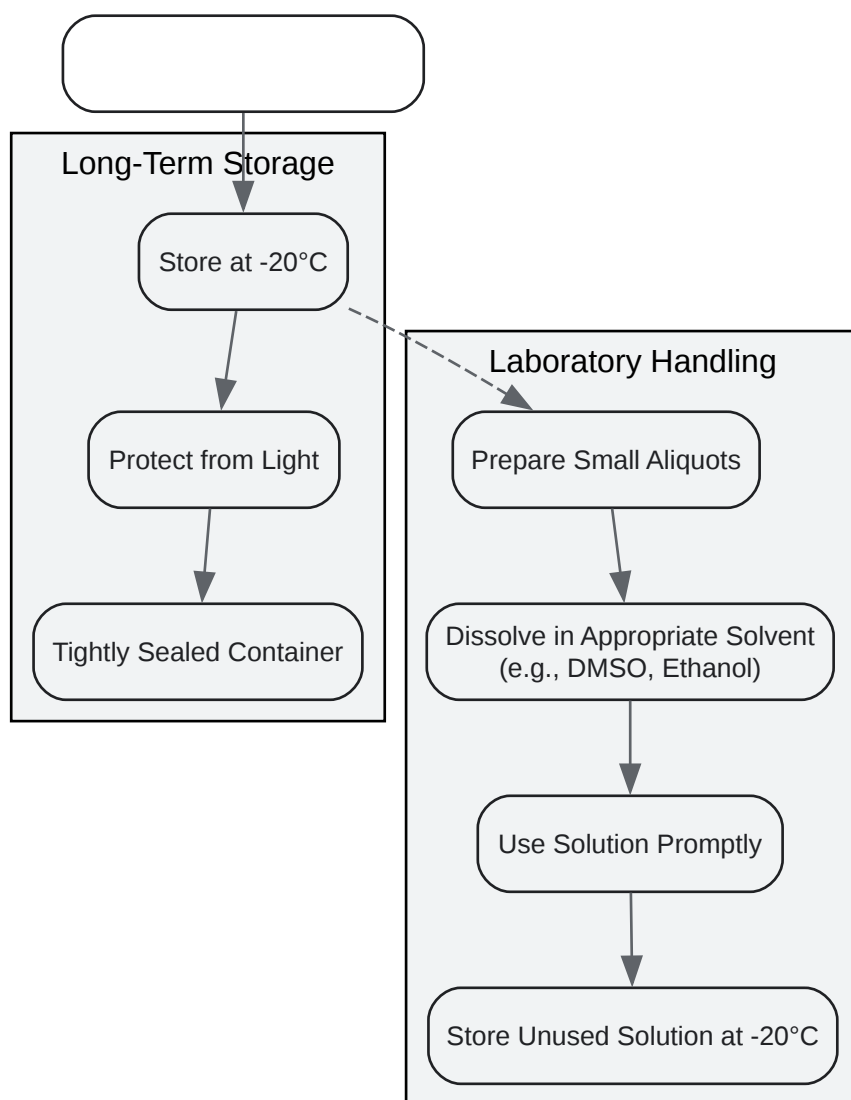 Long-Term Storage
Store at -20°C
Protect from Light
Tightly Sealed Container
Laboratory Handling
Prepare Small Aliquots
Dissolve in Appropriate Solvent
(e.g., DMSO, Ethanol)
Use Solution Promptly
Store Unused Solution at -20°C